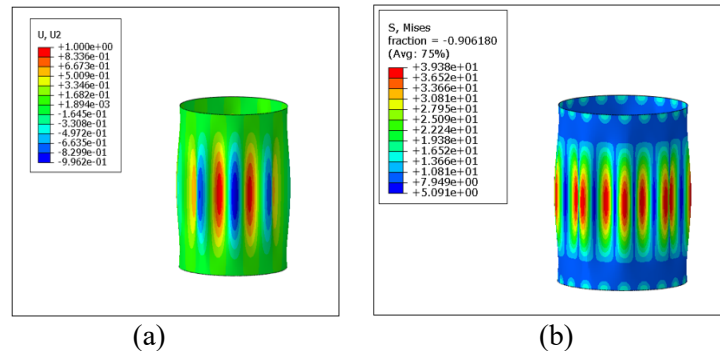 U, U2
+1.000e+00
+8.336e-01
+6.673e-01
+5.009e-01
+3.346e-01
+1.682e-01
+1.894e-03
-1.645e-01
-3.308e-01
-4.972e-01
-6.635e-01
-8.299e-01
-9.962e-01
(a)
S, Mises
fraction = -0.906180
(Avg: 75%)
+3.938e+01
+3.652e+01
+3.366e+01
+3.081e+01
+2.795e+01
+2.509e+01
+2.224e+01
+1.938e+01
+1.652e+01
+1.366e+01
+1.081e+01
+7.949e+00
+5.091e+00
(b)